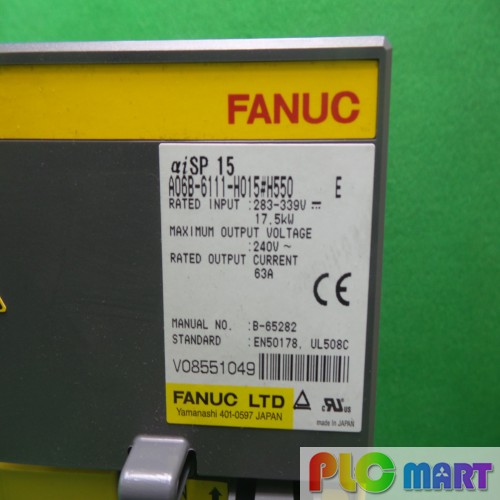 FANUC
αiSP 15
A06B-6111-H015#H550 E
RATED INPUT :283-339V ⎓
17.5kW
MAXIMUM OUTPUT VOLTAGE
:240V ~
RATED OUTPUT CURRENT
63A
CE
MANUAL NO. :B-65282
STANDARD :EN50178, UL508C
V08551049
FANUC LTD
Yamanashi 401-0597 JAPAN
c RU us
made in JAPAN
PLC MART